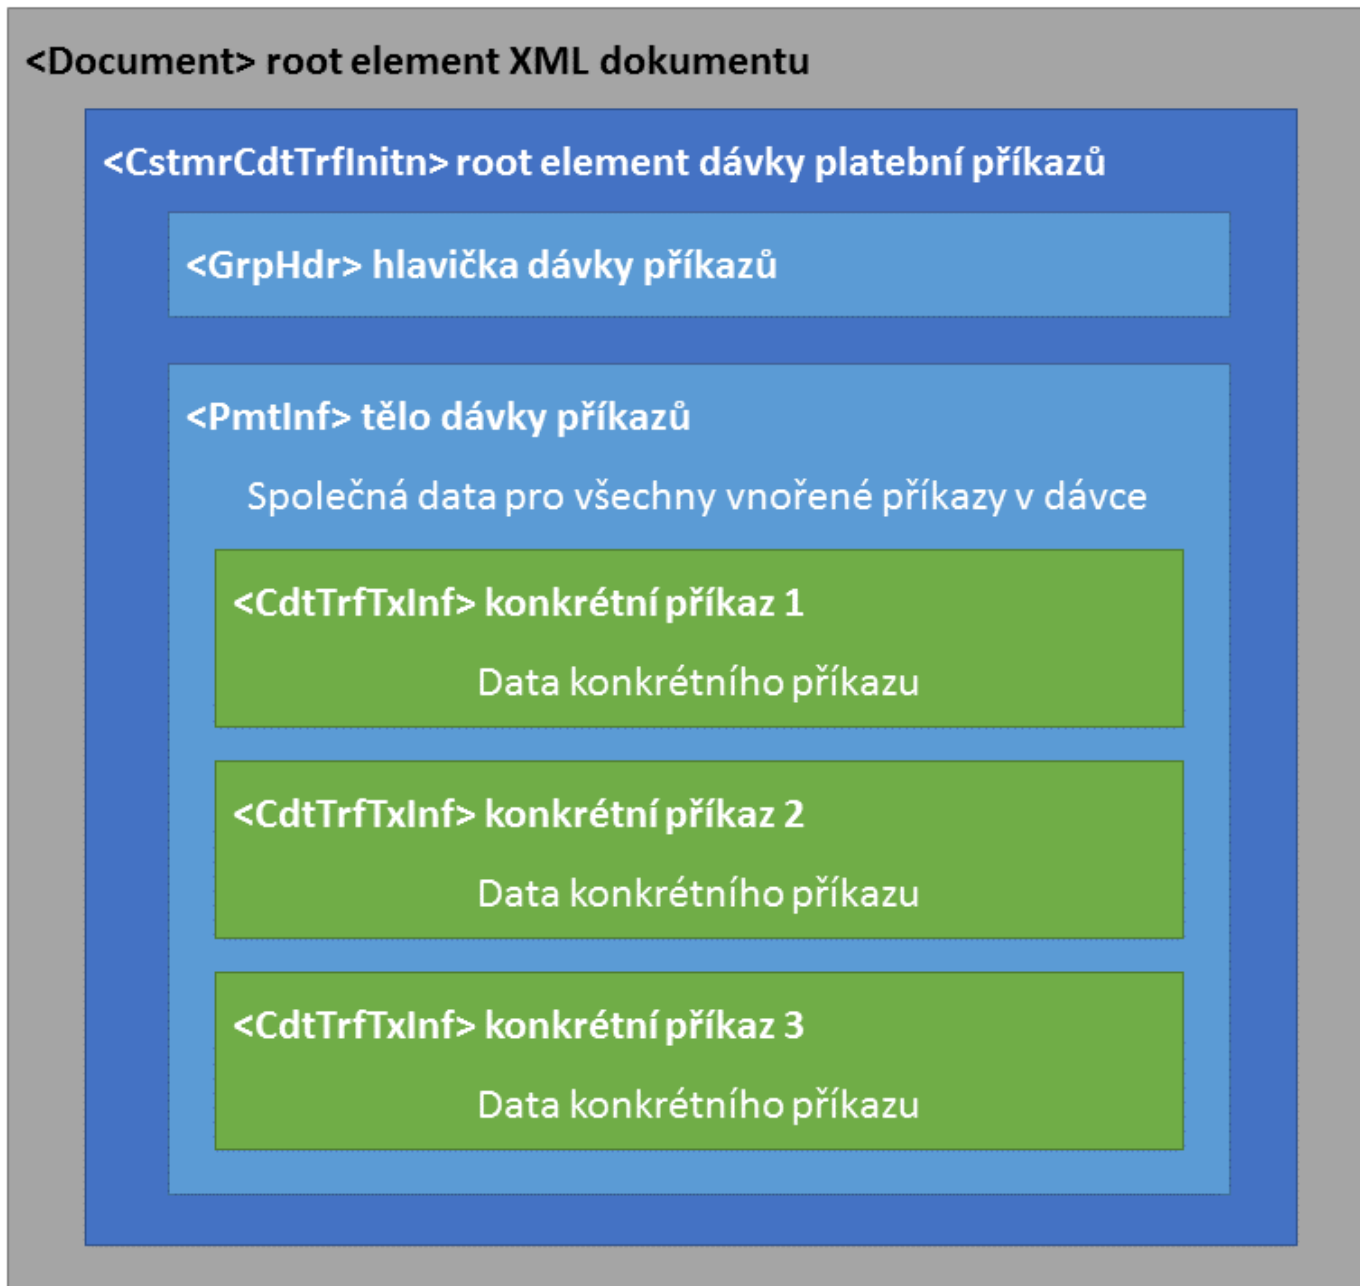 <Document> root element XML dokumentu
<CstmrCdtTrfInitn> root element dávky platební příkazů
<GrpHdr> hlavička dávky příkazů
<PmtInf> tělo dávky příkazů
Společná data pro všechny vnořené příkazy v dávce
<CdtTrfTxInf> konkrétní příkaz 1
Data konkrétního příkazu
<CdtTrfTxInf> konkrétní příkaz 2
Data konkrétního příkazu
<CdtTrfTxInf> konkrétní příkaz 3
Data konkrétního příkazu